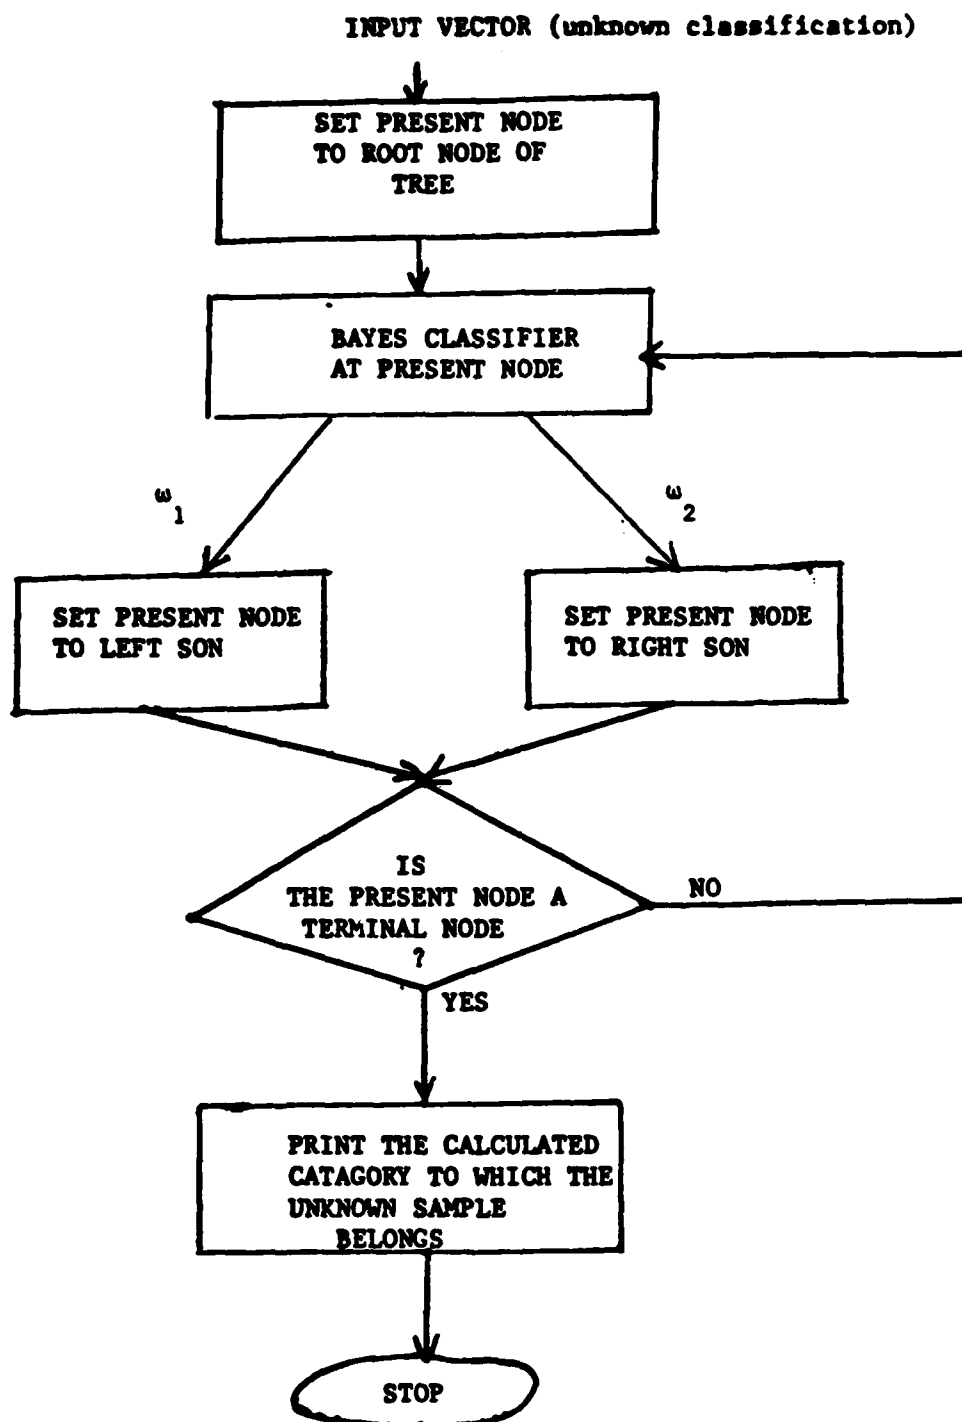 INPUT VECTOR (unknown classification)
SET PRESENT NODE
TO ROOT NODE OF
TREE
BAYES CLASSIFIER
AT PRESENT NODE
ω1
ω2
SET PRESENT NODE
TO LEFT SON
SET PRESENT NODE
TO RIGHT SON
IS
THE PRESENT NODE A
TERMINAL NODE
?
NO
YES
PRINT THE CALCULATED
CATAGORY TO WHICH THE
UNKNOWN SAMPLE
BELONGS
STOP